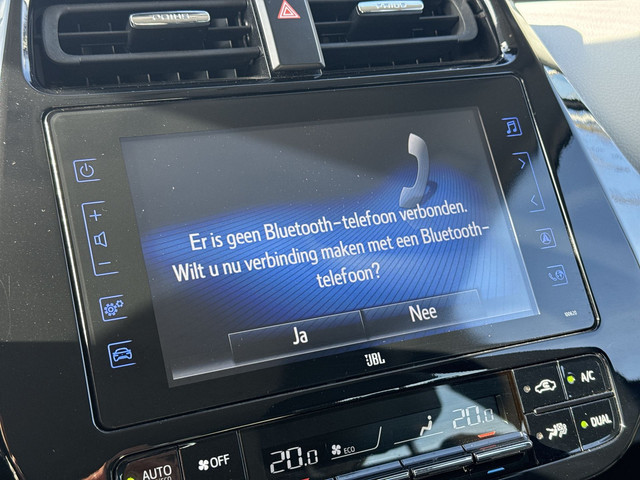 Er is geen Bluetooth-telefoon verbonden.
Wilt u nu verbinding maken met een Bluetooth-
telefoon?
Ja
Nee
JBL
A/C
DUAL
AUTO
OFF
20.0
ECO
20.0